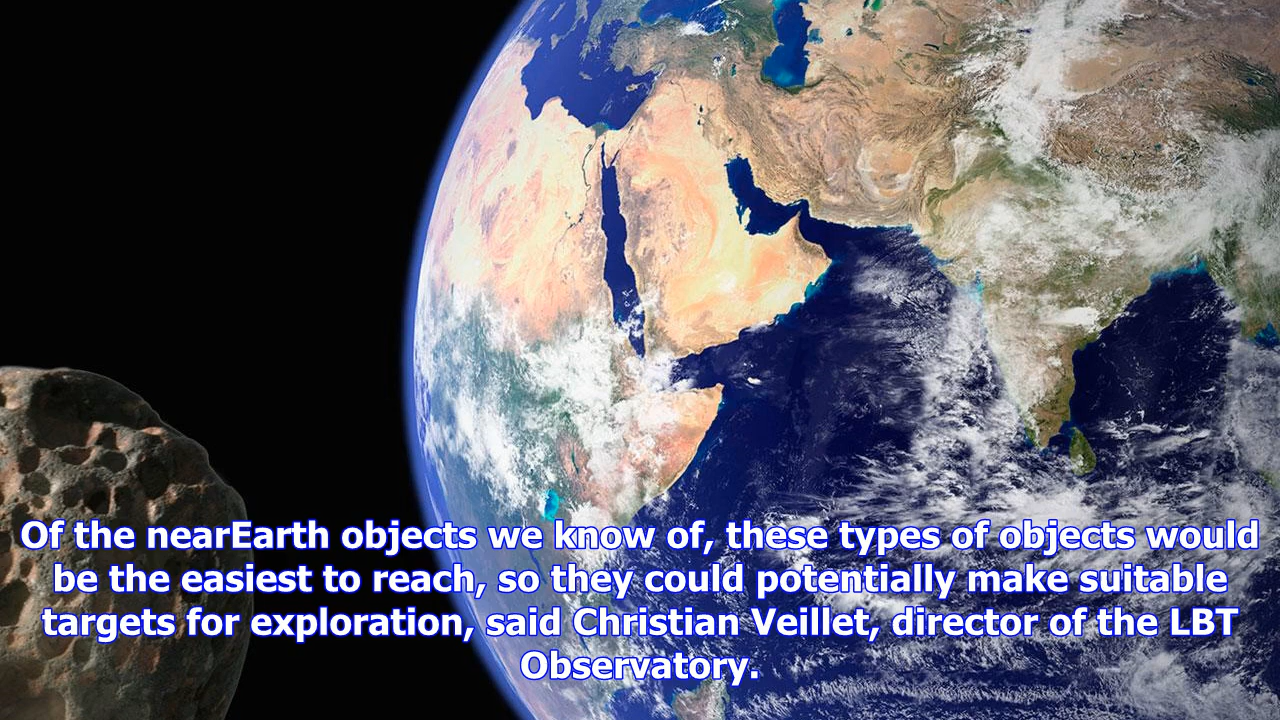 Of the nearEarth objects we know of, these types of objects would
be the easiest to reach, so they could potentially make suitable
targets for exploration, said Christian Veillet, director of the LBT
Observatory.